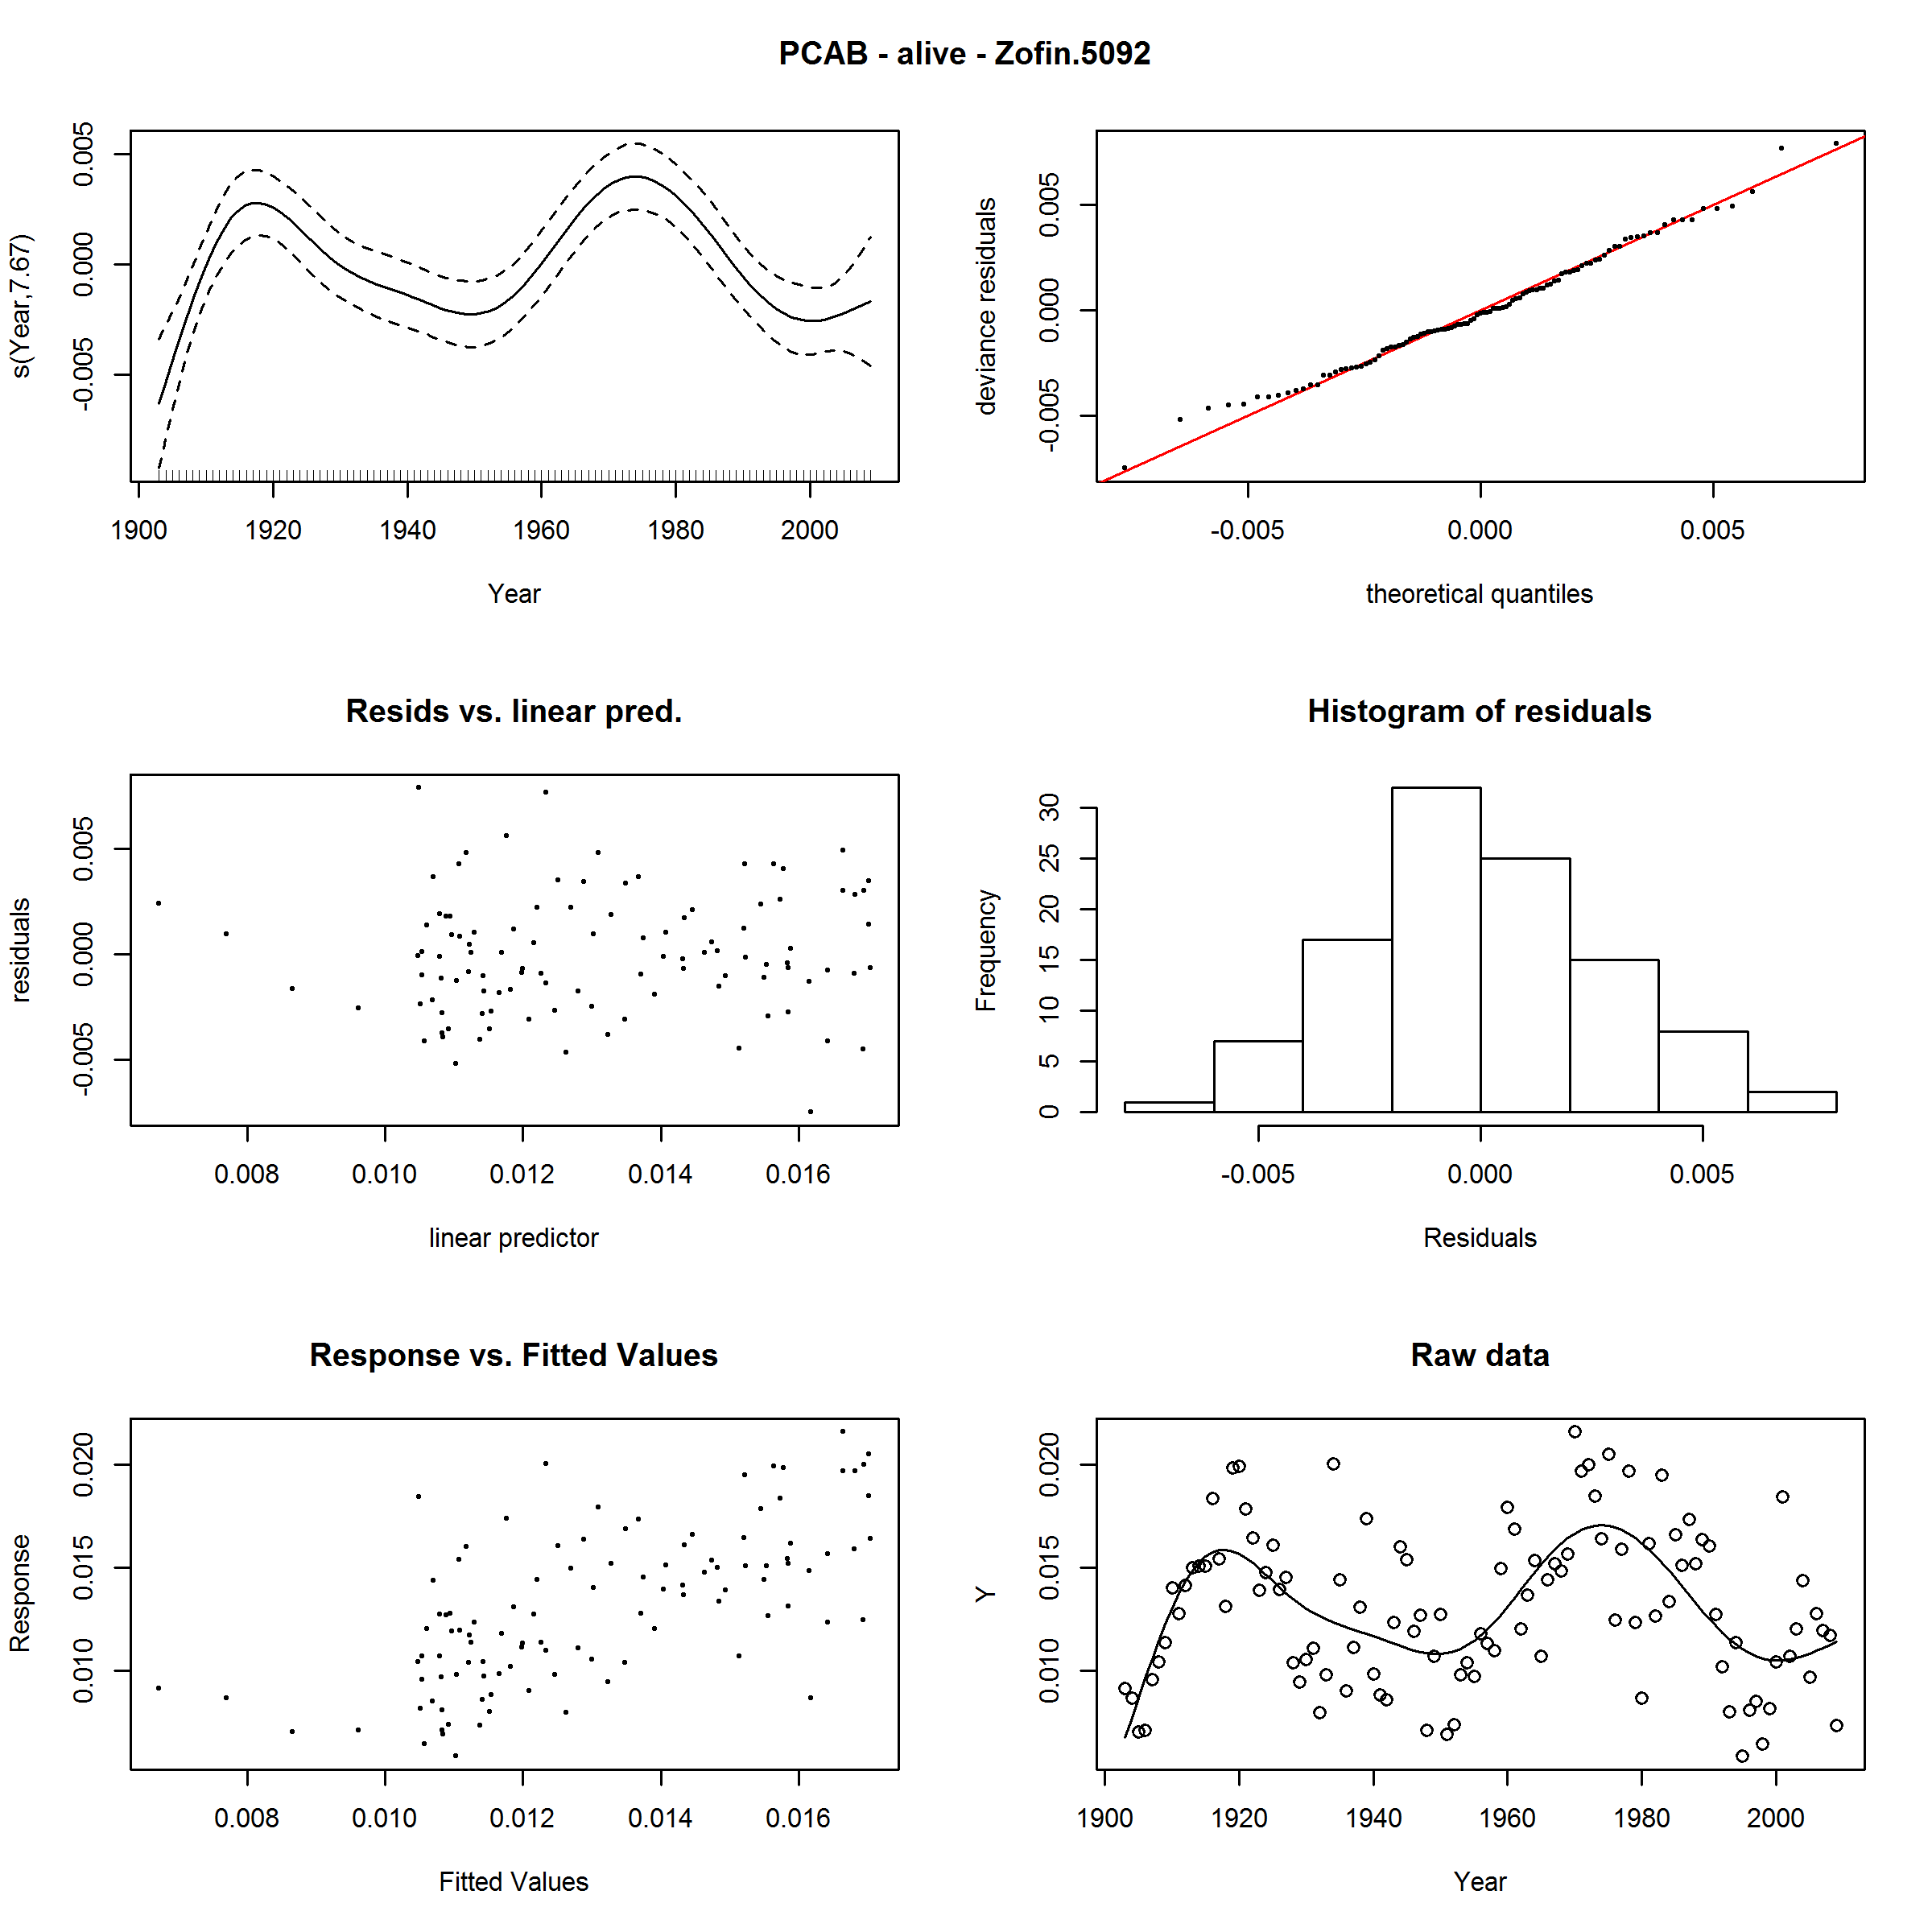 PCAB - alive - Zofin.5092
s(Year,7.67)
-0.005 0.000 0.005
1900 1920 1940 1960 1980 2000
Year
deviance residuals
-0.005 0.000 0.005
-0.005 0.000 0.005
theoretical quantiles
Resids vs. linear pred.
residuals
-0.005 0.000 0.005
0.008 0.010 0.012 0.014 0.016
linear predictor
Histogram of residuals
Frequency
0 5 10 15 20 25 30
-0.005 0.000 0.005
Residuals
Response vs. Fitted Values
Response
0.010 0.015 0.020
0.008 0.010 0.012 0.014 0.016
Fitted Values
Raw data
Y
0.010 0.015 0.020
1900 1920 1940 1960 1980 2000
Year